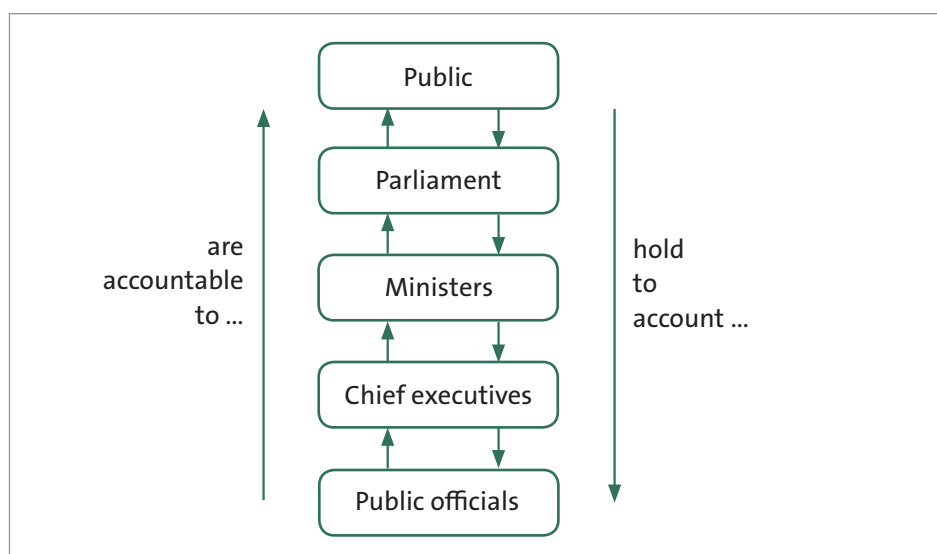 Public
Parliament
are
accountable
to ...
Ministers
hold
to
account ...
Chief executives
Public officials